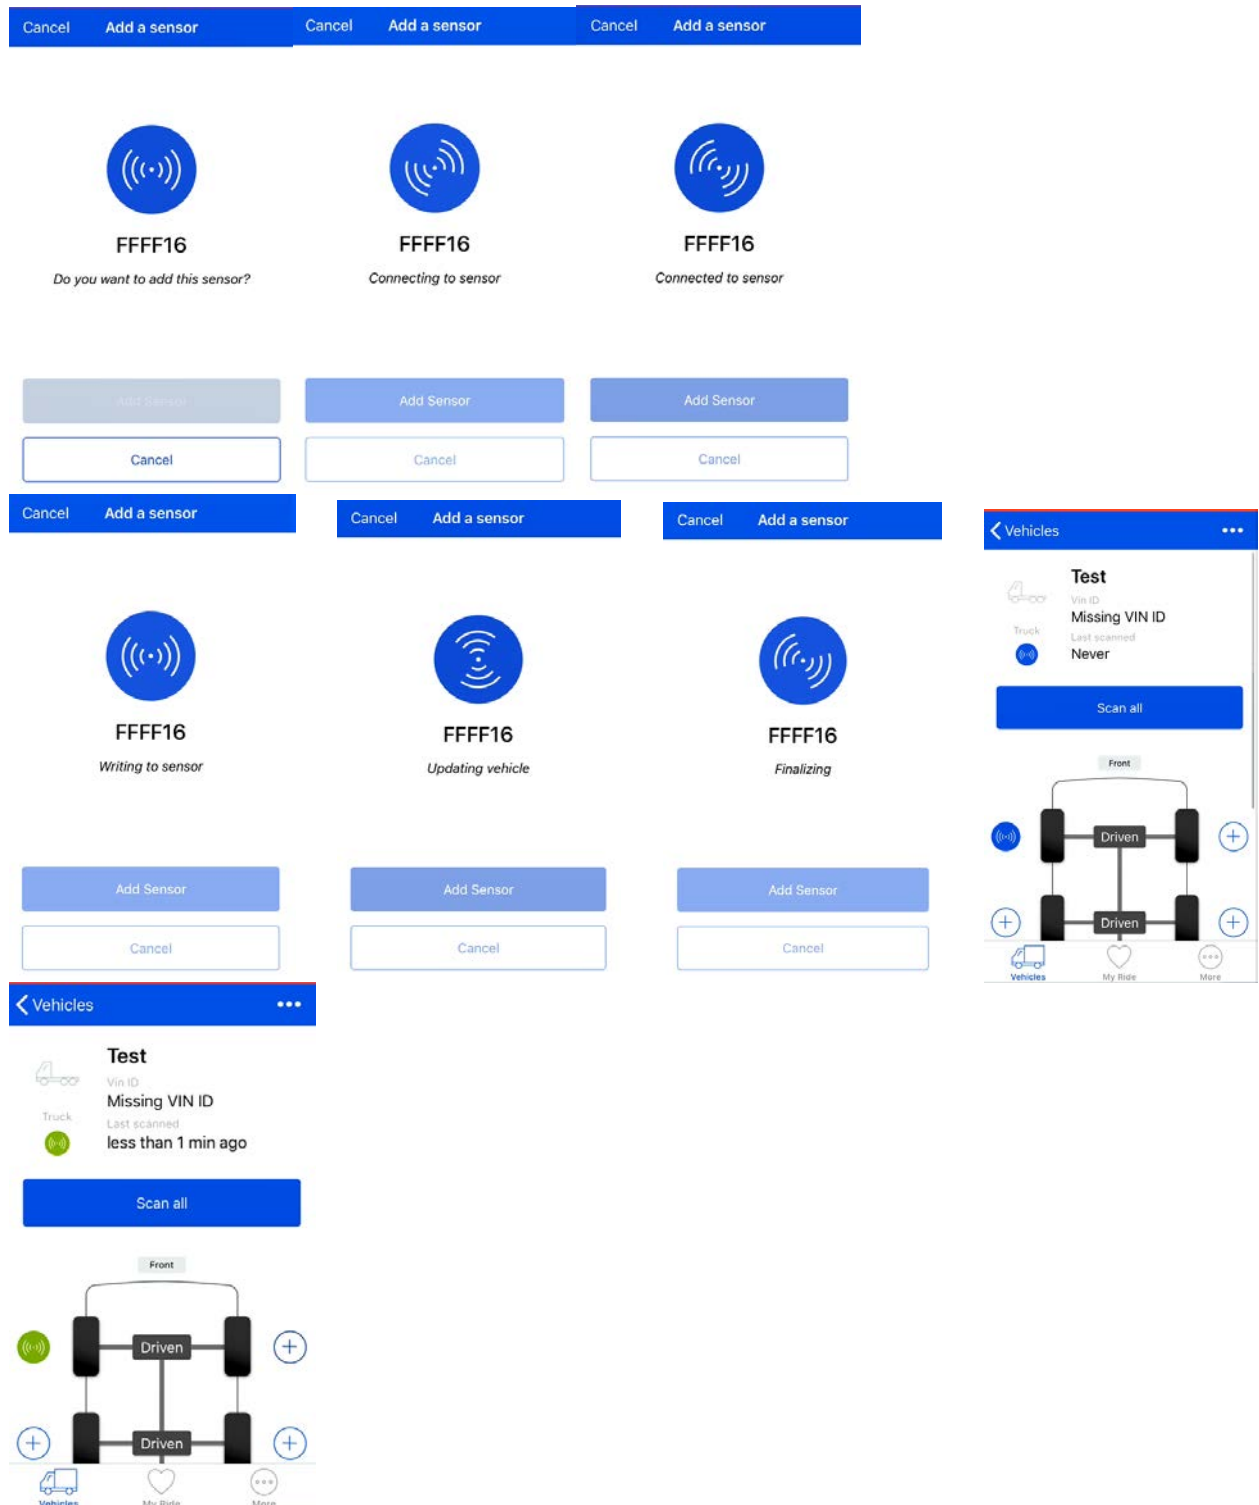 Cancel Add a sensor
FFFF16
Do you want to add this sensor?
Add Sensor
Cancel
Cancel Add a sensor
FFFF16
Connecting to sensor
Add Sensor
Cancel
Cancel Add a sensor
FFFF16
Connected to sensor
Add Sensor
Cancel
Cancel Add a sensor
FFFF16
Writing to sensor
Add Sensor
Cancel
Cancel Add a sensor
FFFF16
Updating vehicle
Add Sensor
Cancel
Cancel Add a sensor
FFFF16
Finalizing
Add Sensor
Cancel
Vehicles
Test
Vin ID
Missing VIN ID
Truck
Last scanned
Never
Scan all
Front
Driven
Driven
Vehicles My Ride More
Vehicles
Test
Vin ID
Missing VIN ID
Truck
Last scanned
less than 1 min ago
Scan all
Front
Driven
Driven
Vehicles My Ride More